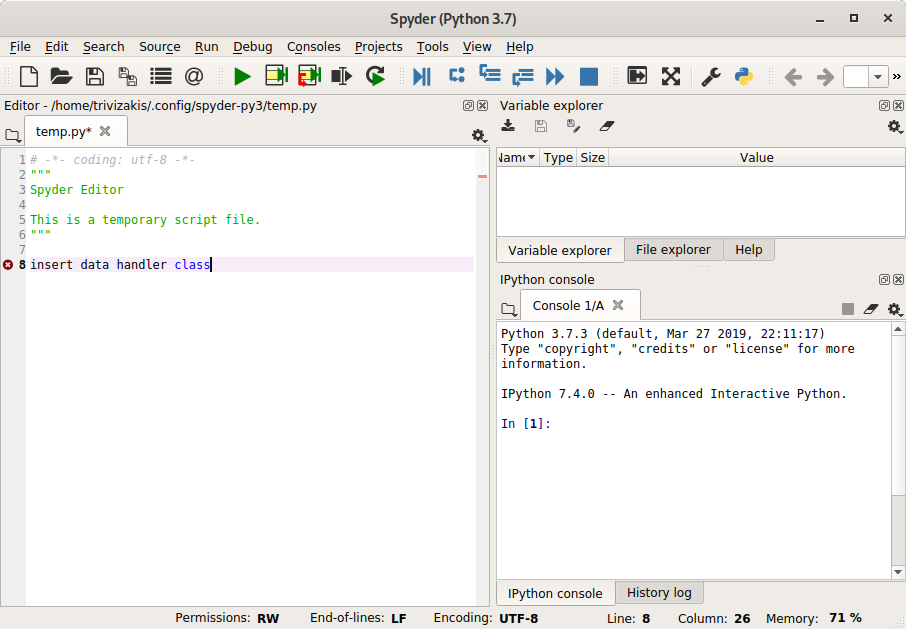 Spyder (Python 3.7)
File Edit Search Source Run Debug Consoles Projects Tools View Help
Editor - /home/trivizakis/.config/spyder-py3/temp.py
temp.py*
1 # -*- coding: utf-8 -*-
2 """
3 Spyder Editor
4
5 This is a temporary script file.
6 """
7
8 insert data handler class
Variable explorer
Type Size Value
Variable explorer File explorer Help
IPython console
Console 1/A
Python 3.7.3 (default, Mar 27 2019, 22:11:17)
Type "copyright", "credits" or "license" for more
information.
IPython 7.4.0 -- An enhanced Interactive Python.
In [1]:
IPython console History log
Permissions: RW End-of-lines: LF Encoding: UTF-8 Line: 8 Column: 26 Memory: 71 %